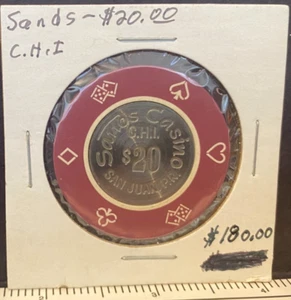 Sands - $20.00
C.H.I
Sands Casino
C.H.I.
$20
SAN JUAN, P.R.
$180.00